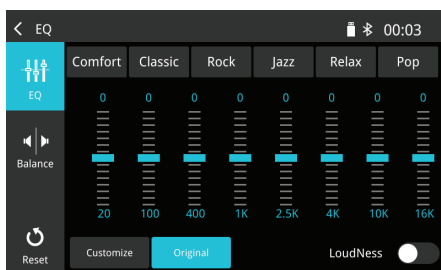 EQ 00:03
Comfort Classic Rock Jazz Relax Pop
EQ
0 0 0 0 0 0 0 0
Balance
20 100 400 1K 2.5K 4K 10K 16K
Reset
Customize Original LoudNess